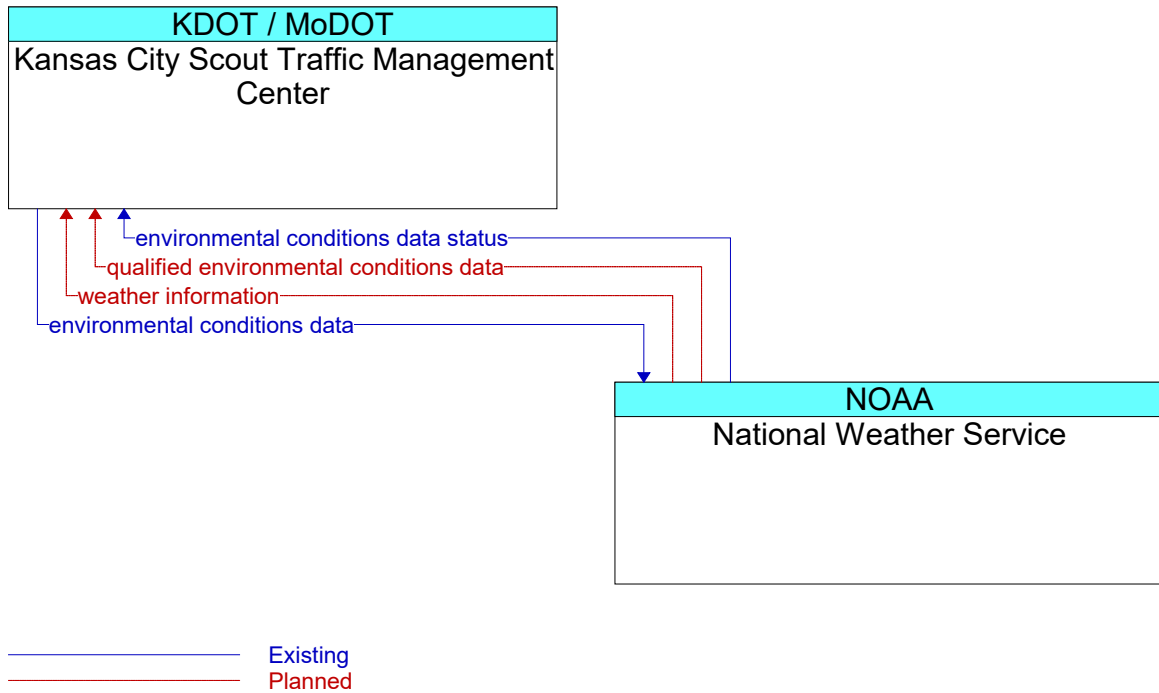 KDOT / MoDOT
Kansas City Scout Traffic Management
Center
environmental conditions data status
qualified environmental conditions data
weather information
environmental conditions data
NOAA
National Weather Service
Existing
Planned